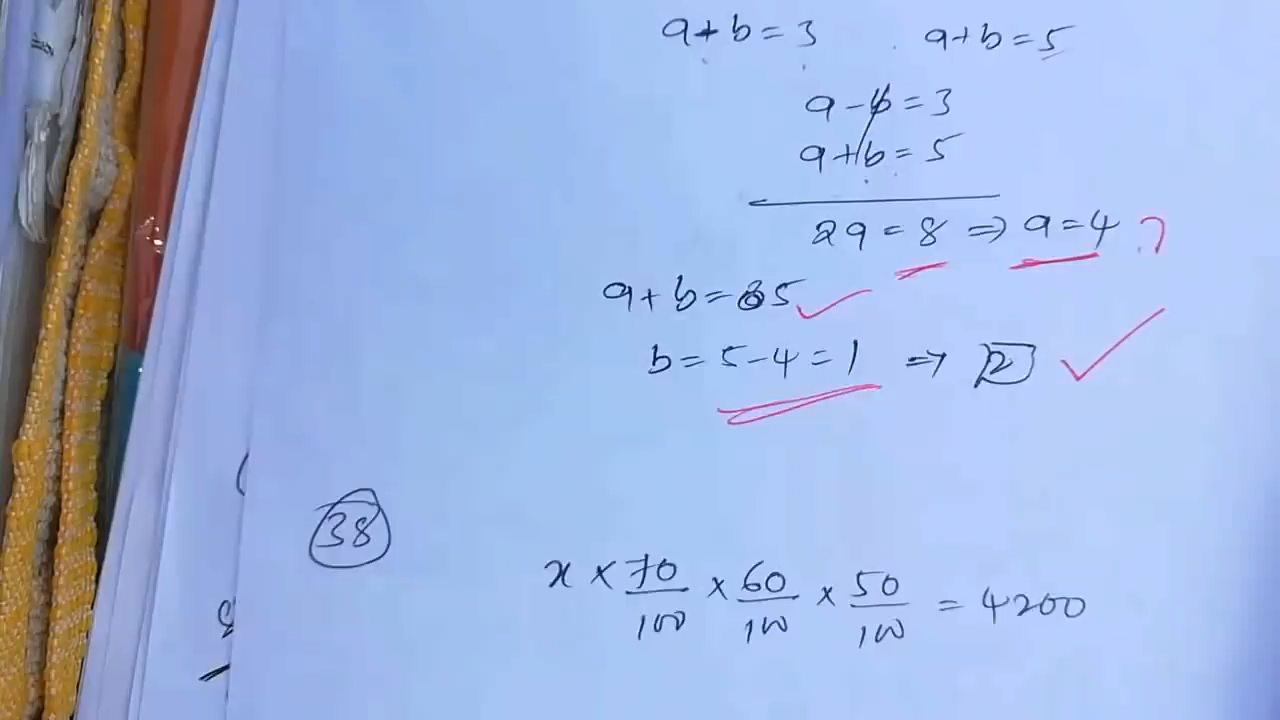 a+b=3 a+b=5
a-b=3
a+b=5
2a=8 ⇒ a=4
a+b=5
b=5-4=1 ⇒ 2
38
x × 70/100 × 60/100 × 50/100 = 4200